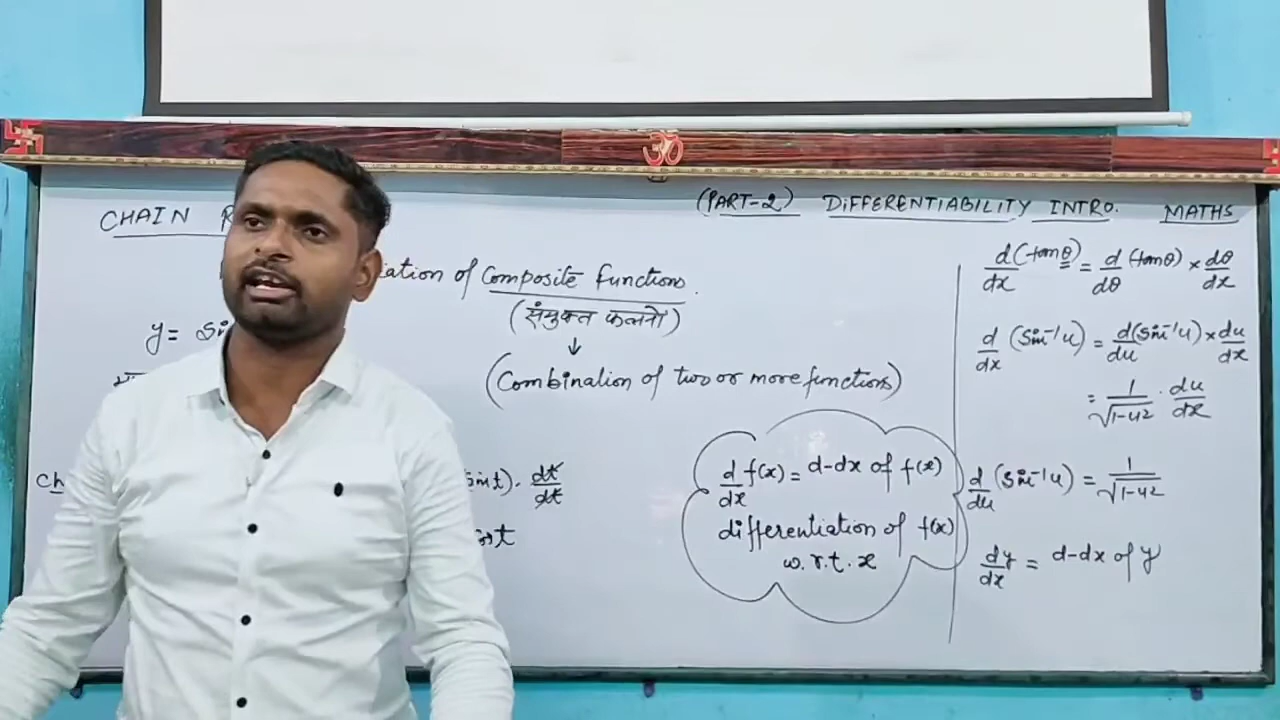 (PART-2) DIFFERENTIABILITY INTRO. MATHS
CHAIN
of Composite functions.
(संयुक्त फलनों)
↓
(Combination of two or more functions)
y =
d/dx f(x) = d-dx of f(x)
differentiation of f(x)
w.r.t. x
d(tanθ)/dx = d/dθ (tanθ) × dθ/dx
d/dx (sin⁻¹u) = d(sin⁻¹u)/du × du/dx
= 1/√1-u2 · du/dx
d/du (sin⁻¹u) = 1/√1-u2
dy/dx = d-dx of y
· dt/dt